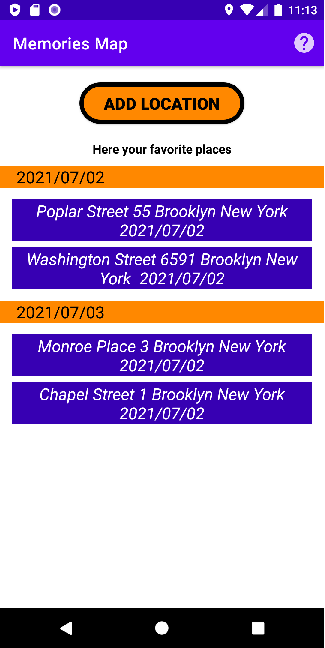 11:13
Memories Map
?
ADD LOCATION
Here your favorite places
2021/07/02
Poplar Street 55 Brooklyn New York
2021/07/02
Washington Street 6591 Brooklyn New
York 2021/07/02
2021/07/03
Monroe Place 3 Brooklyn New York
2021/07/02
Chapel Street 1 Brooklyn New York
2021/07/02